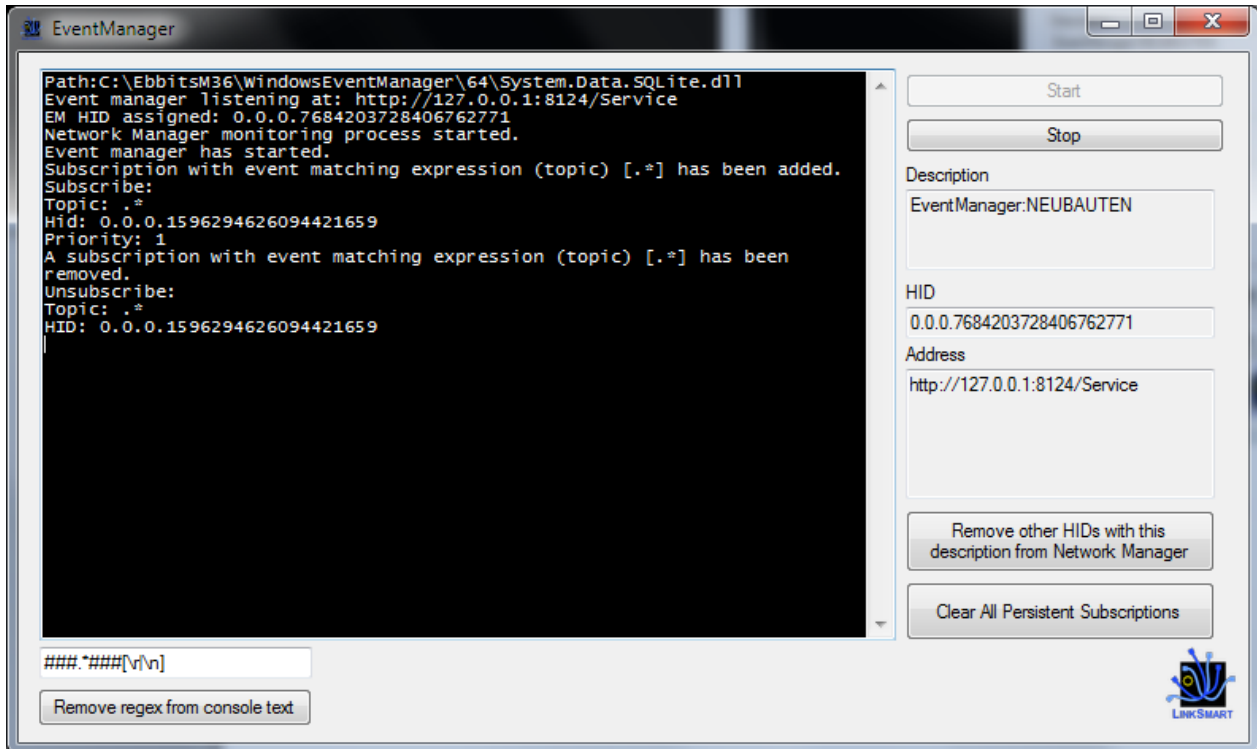 EventManager
Path:C:\EbbitsM36\WindowsEventManager\64\System.Data.SQLite.dll
Event manager listening at: http://127.0.0.1:8124/Service
EM HID assigned: 0.0.0.7684203728406762771
Network Manager monitoring process started.
Event manager has started.
Subscription with event matching expression (topic) [.*] has been added.
Subscribe:
Topic: .*
Hid: 0.0.0.1596294626094421659
Priority: 1
A subscription with event matching expression (topic) [.*] has been
removed.
Unsubscribe:
Topic: .*
HID: 0.0.0.1596294626094421659
###.*###[\r|\n]
Remove regex from console text
Start
Stop
Description
EventManager:NEUBAUTEN
HID
0.0.0.7684203728406762771
Address
http://127.0.0.1:8124/Service
Remove other HIDs with this
description from Network Manager
Clear All Persistent Subscriptions
LINKSMART